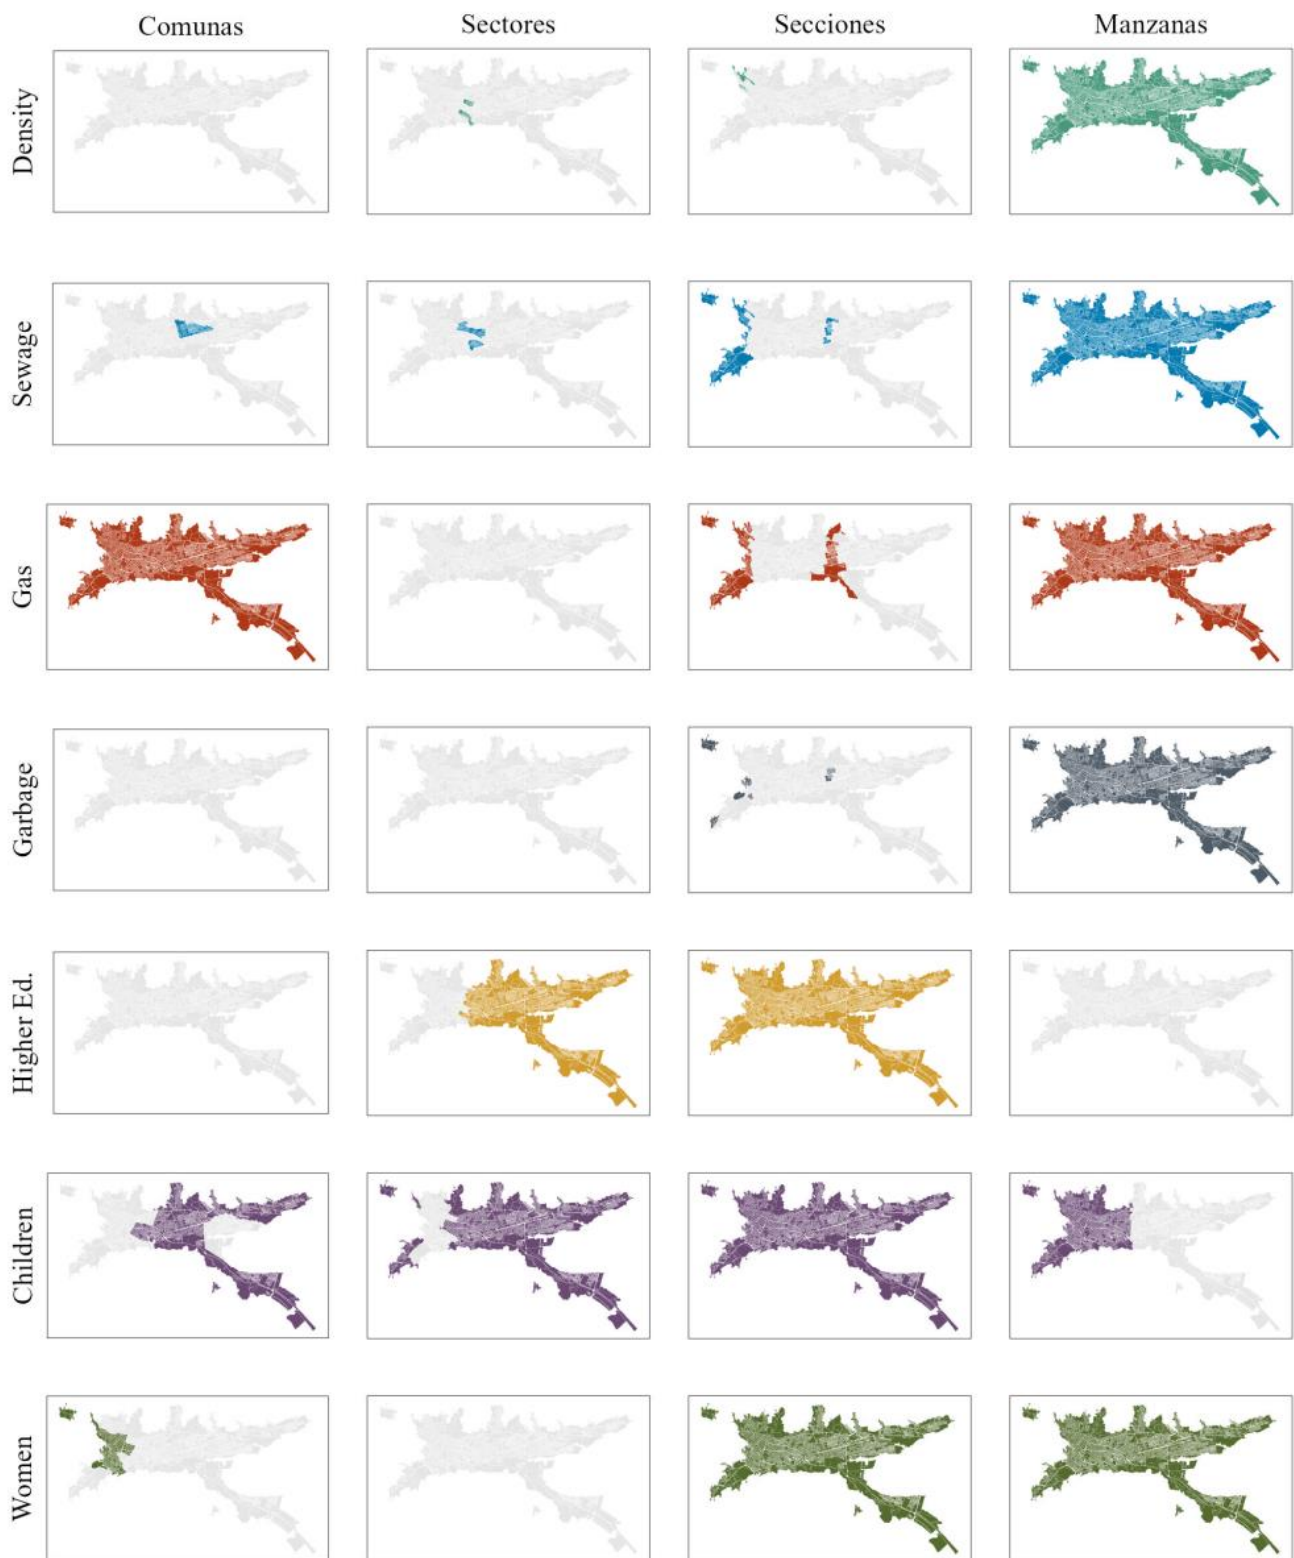 Comunas Sectores Secciones Manzanas
Density
Sewage
Gas
Garbage
Higher Ed.
Children
Women